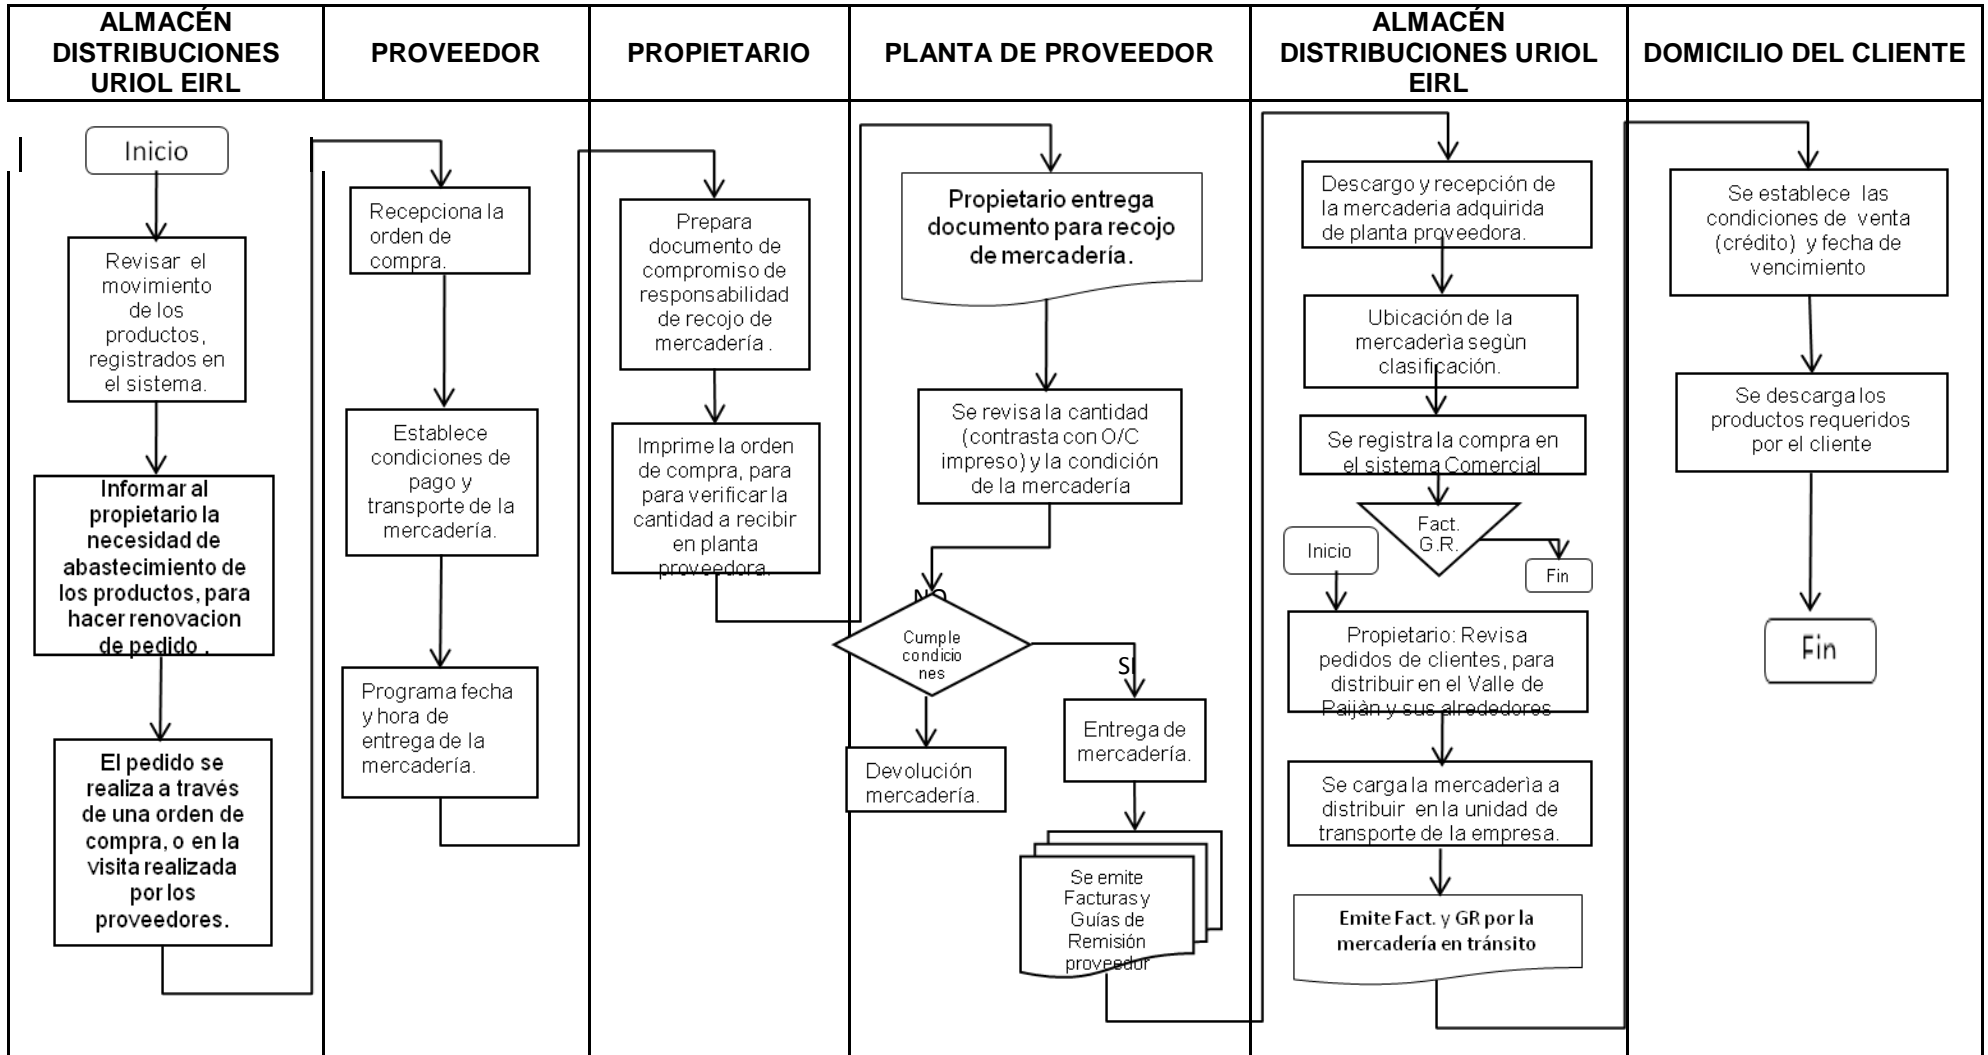 ALMACÉN
DISTRIBUCIONES
URIOL EIRL
PROVEEDOR
PROPIETARIO
PLANTA DE PROVEEDOR
ALMACÉN
DISTRIBUCIONES URIOL
EIRL
DOMICILIO DEL CLIENTE
Inicio
Revisar el
movimiento
de los
productos,
registrados en
el sistema.
Informar al
propietario la
necesidad de
abastecimiento de
los productos, para
hacer renovacion
de pedido .
El pedido se
realiza a través
de una orden de
compra, o en la
visita realizada
por los
proveedores.
Recepciona la
orden de
compra.
Establece
condiciones de
pago y
transporte de la
mercadería.
Programa fecha
y hora de
entrega de la
mercadería.
Prepara
documento de
compromiso de
responsabilidad
de recojo de
mercadería .
Imprime la orden
de compra, para
para verificar la
cantidad a recibir
en planta
proveedora.
Propietario entrega
documento para recojo
de mercadería.
Se revisa la cantidad
(contrasta con O/C
impreso) y la condición
de la mercadería
NO
Cumple
condicio
nes
SI
Devolución
mercadería.
Entrega de
mercadería.
Se emite
Facturas y
Guías de
Remisión
proveedor
Descargo y recepción de
la mercaderia adquirida
de planta proveedora.
Ubicación de la
mercaderìa segùn
clasificación.
Se registra la compra en
el sistema Comercial
Fact.
G.R.
Fin
Inicio
Propietario: Revisa
pedidos de clientes, para
distribuir en el Valle de
Paijàn y sus alrededores
Se carga la mercaderìa a
distribuir en la unidad de
transporte de la empresa.
Emite Fact. y GR por la
mercadería en tránsito
Se establece las
condiciones de venta
(crédito) y fecha de
vencimiento
Se descarga los
productos requeridos
por el cliente
Fin